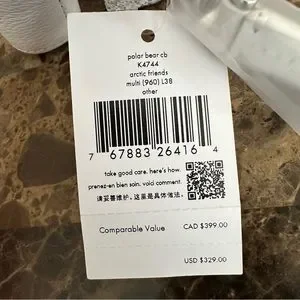 polar bear cb
K4744
arctic friends
multi (960) L38
other
7 67883 26416 4
take good care. here's how.
prenez-en bien soin: voici comment.
请妥善维护，这里是具体做法。
Comparable Value CAD $399.00
USD $329.00